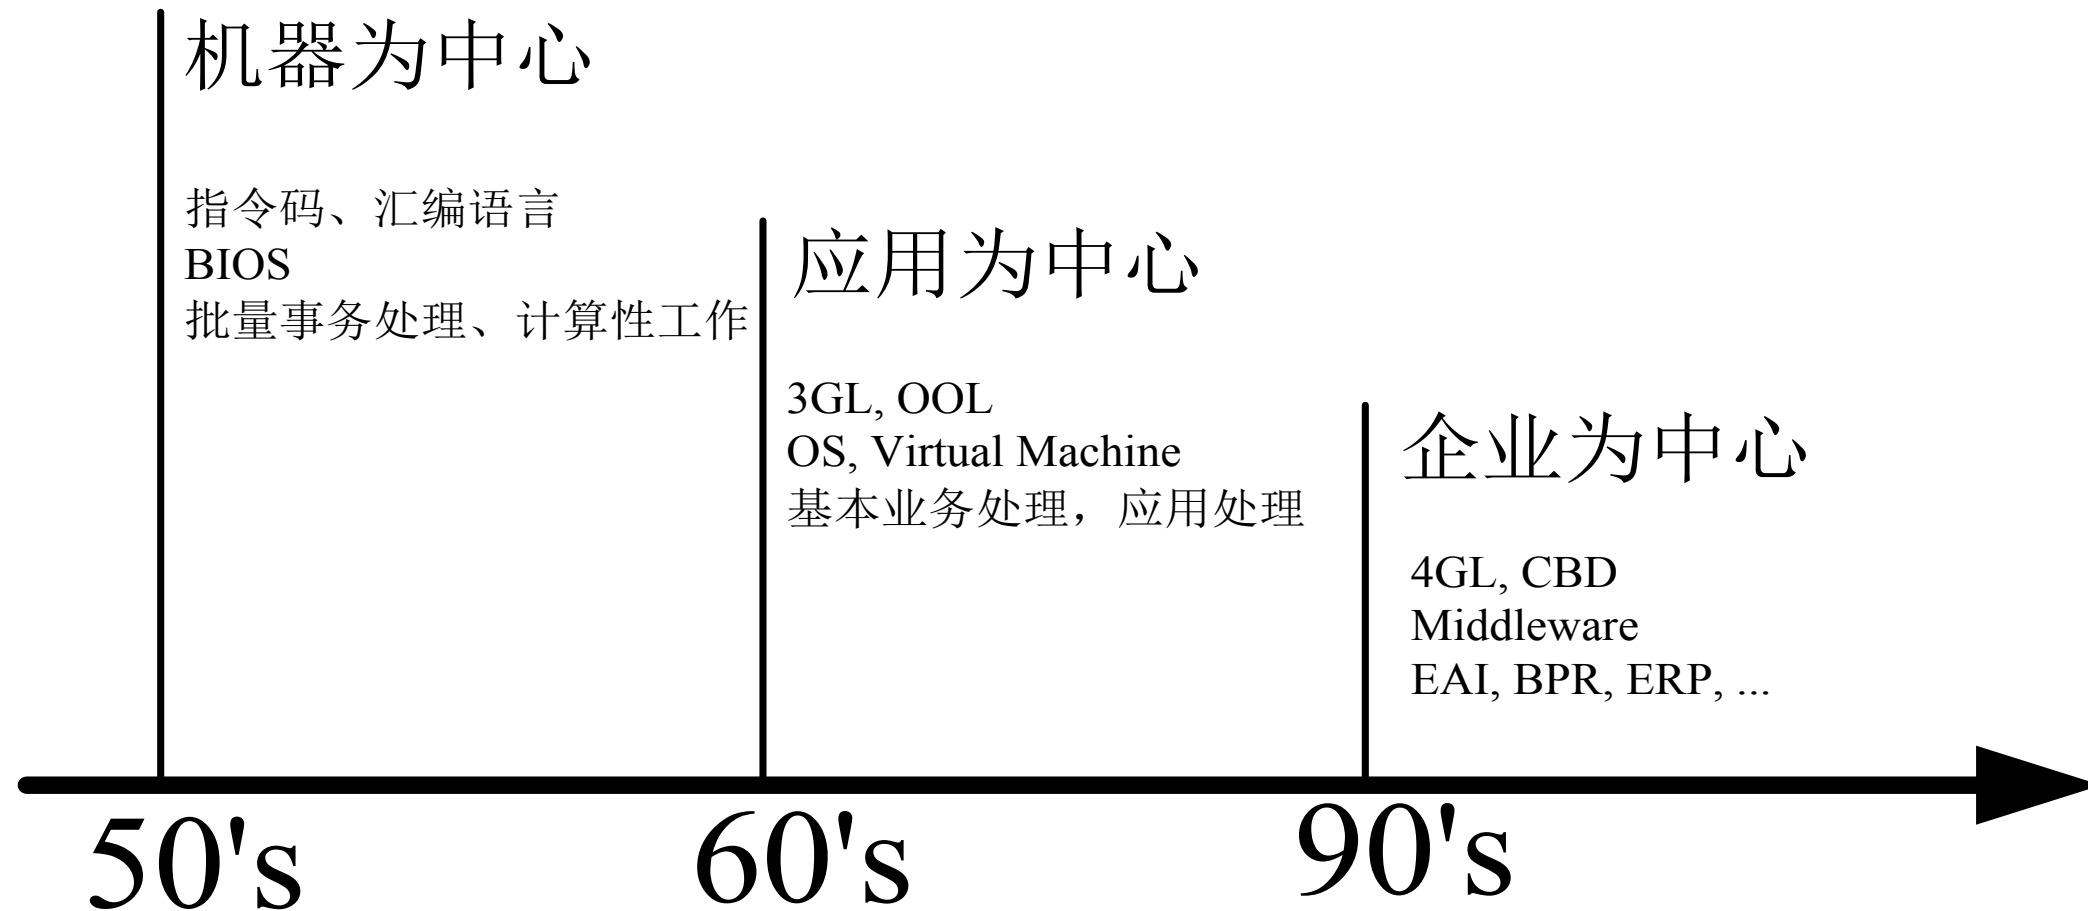 机器为中心
指令码、汇编语言
BIOS
批量事务处理、计算性工作
应用为中心
3GL, OOL
OS, Virtual Machine
基本业务处理，应用处理
企业为中心
4GL, CBD
Middleware
EAI, BPR, ERP, ...
50's
60's
90's